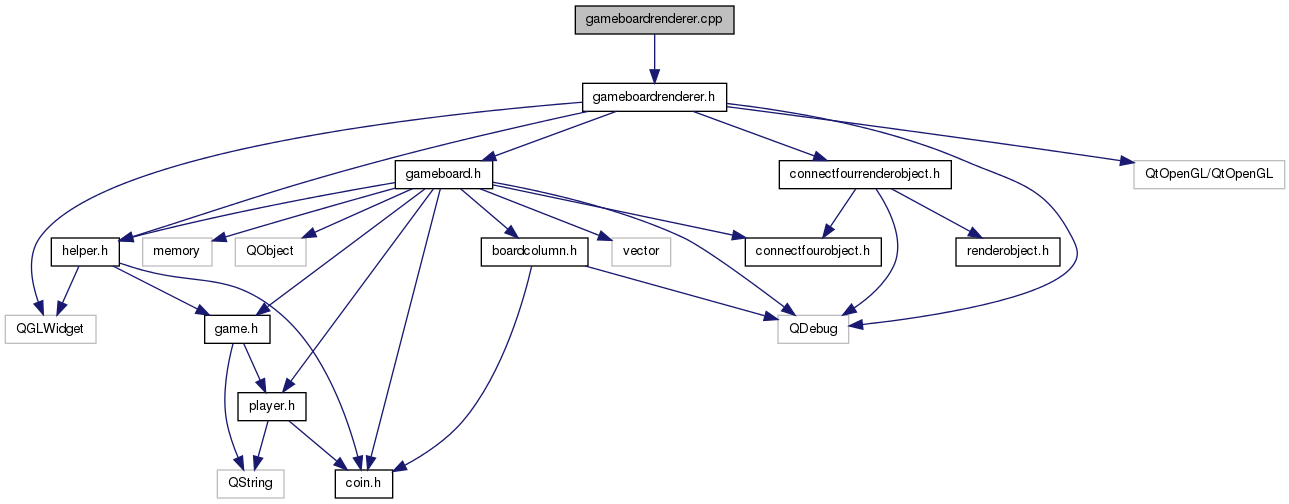 gameboardrenderer.cpp
gameboardrenderer.h
gameboard.h
connectfourrenderobject.h
QtOpenGL/QtOpenGL
helper.h
memory
QObject
boardcolumn.h
vector
connectfourobject.h
renderobject.h
QGLWidget
game.h
QDebug
player.h
QString
coin.h